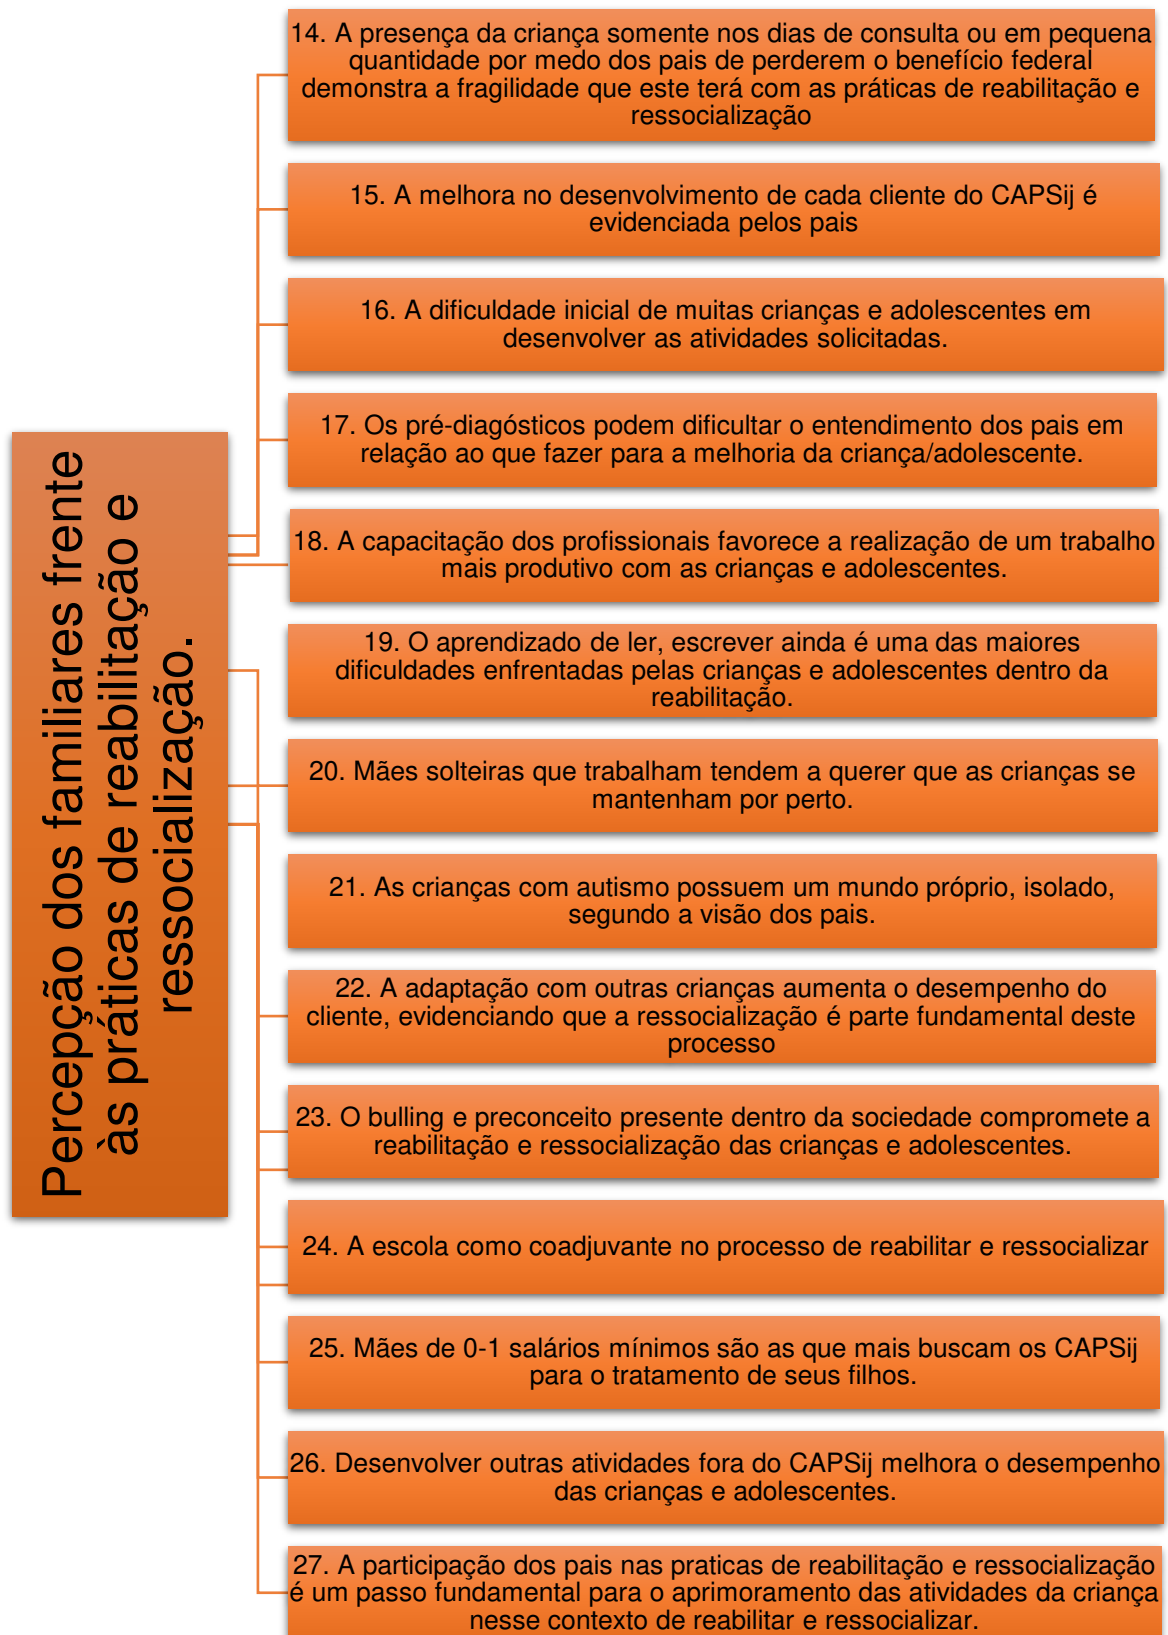 Percepção dos familiares frente
às práticas de reabilitação e
ressocialização.
14. A presença da criança somente nos dias de consulta ou em pequena
quantidade por medo dos pais de perderem o benefício federal
demonstra a fragilidade que este terá com as práticas de reabilitação e
ressocialização
15. A melhora no desenvolvimento de cada cliente do CAPSij é
evidenciada pelos pais
16. A dificuldade inicial de muitas crianças e adolescentes em
desenvolver as atividades solicitadas.
17. Os pré-diagósticos podem dificultar o entendimento dos pais em
relação ao que fazer para a melhoria da criança/adolescente.
18. A capacitação dos profissionais favorece a realização de um trabalho
mais produtivo com as crianças e adolescentes.
19. O aprendizado de ler, escrever ainda é uma das maiores
dificuldades enfrentadas pelas crianças e adolescentes dentro da
reabilitação.
20. Mães solteiras que trabalham tendem a querer que as crianças se
mantenham por perto.
21. As crianças com autismo possuem um mundo próprio, isolado,
segundo a visão dos pais.
22. A adaptação com outras crianças aumenta o desempenho do
cliente, evidenciando que a ressocialização é parte fundamental deste
processo
23. O bulling e preconceito presente dentro da sociedade compromete a
reabilitação e ressocialização das crianças e adolescentes.
24. A escola como coadjuvante no processo de reabilitar e ressocializar
25. Mães de 0-1 salários mínimos são as que mais buscam os CAPSij
para o tratamento de seus filhos.
26. Desenvolver outras atividades fora do CAPSij melhora o desempenho
das crianças e adolescentes.
27. A participação dos pais nas praticas de reabilitação e ressocialização
é um passo fundamental para o aprimoramento das atividades da criança
nesse contexto de reabilitar e ressocializar.